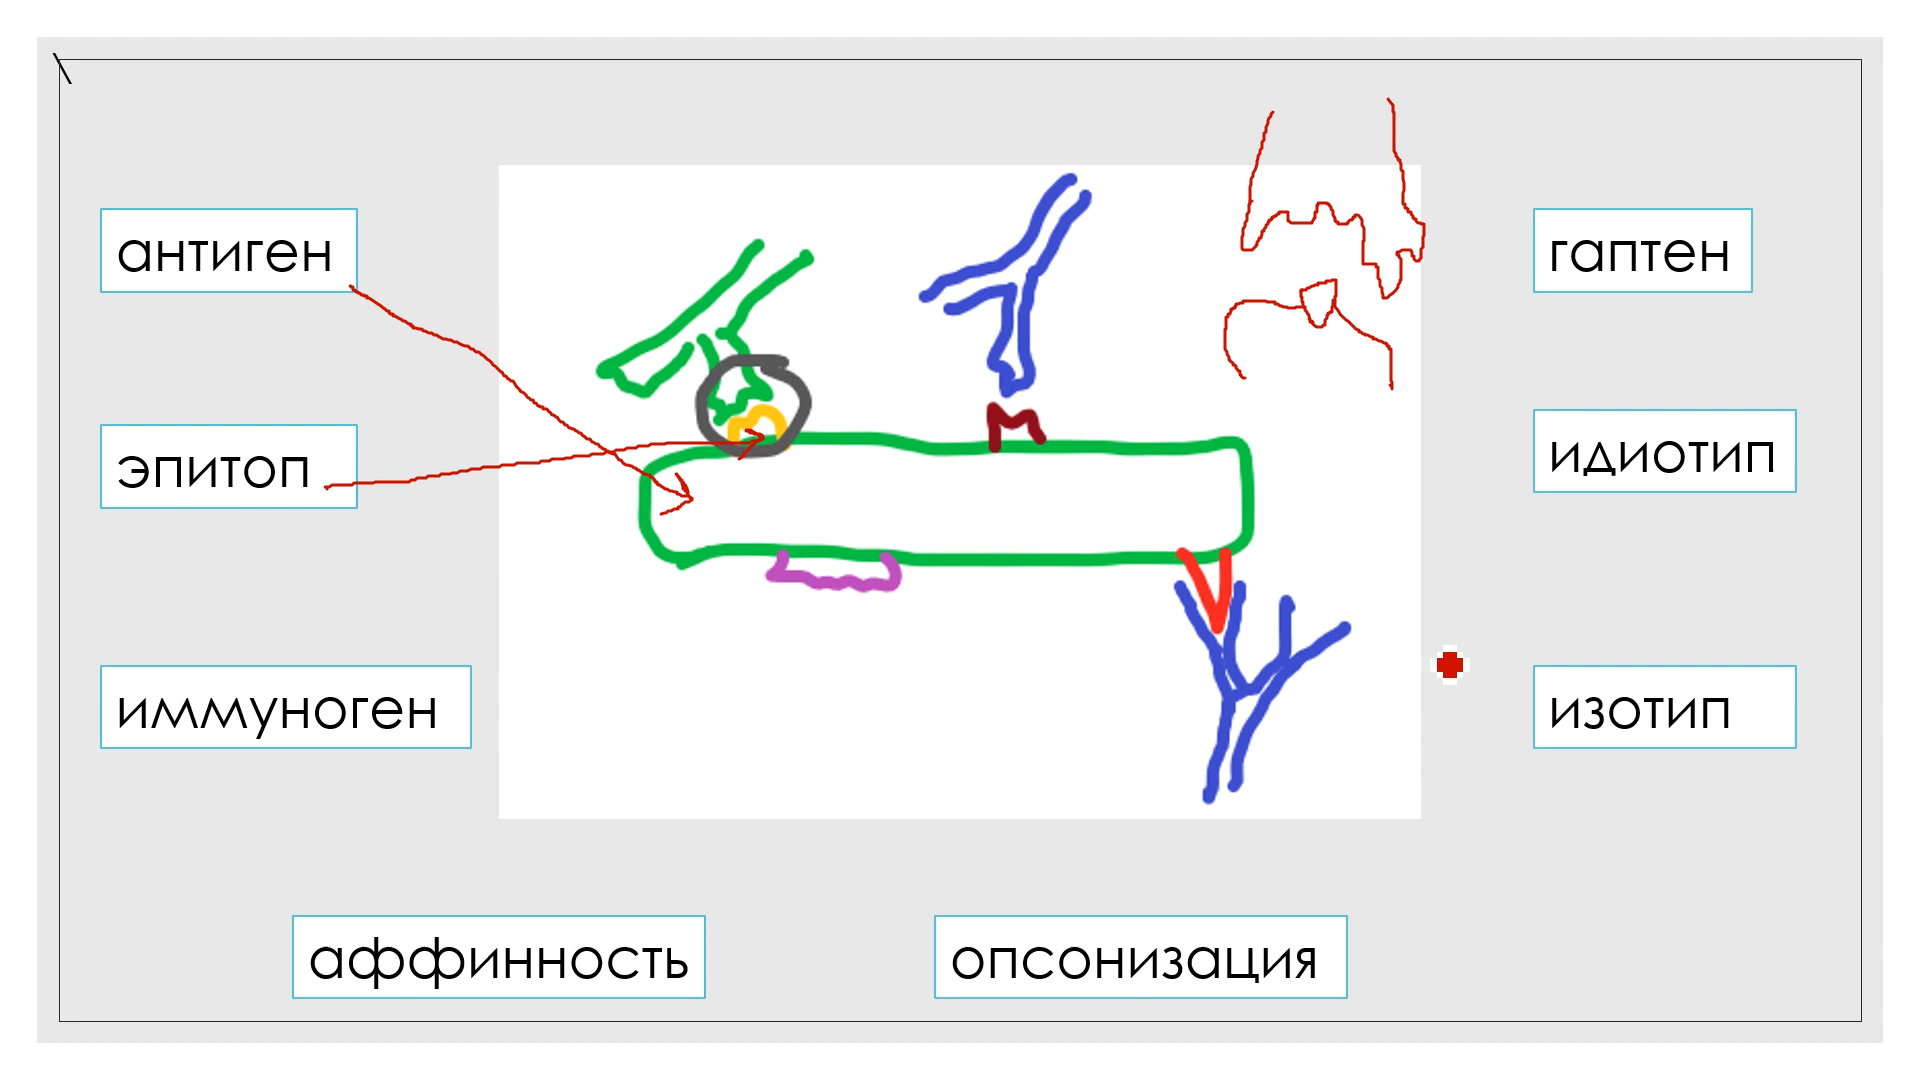 \
антиген
гаптен
эпитоп
идиотип
иммуноген
изотип
аффинность
опсонизация